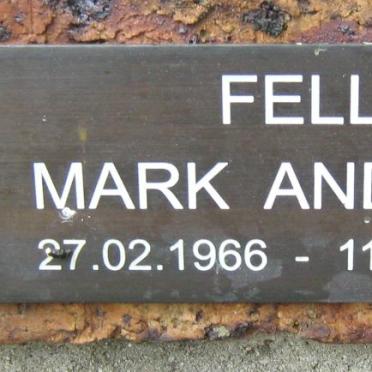 FELL
MARK AND
27.02.1966 - 11